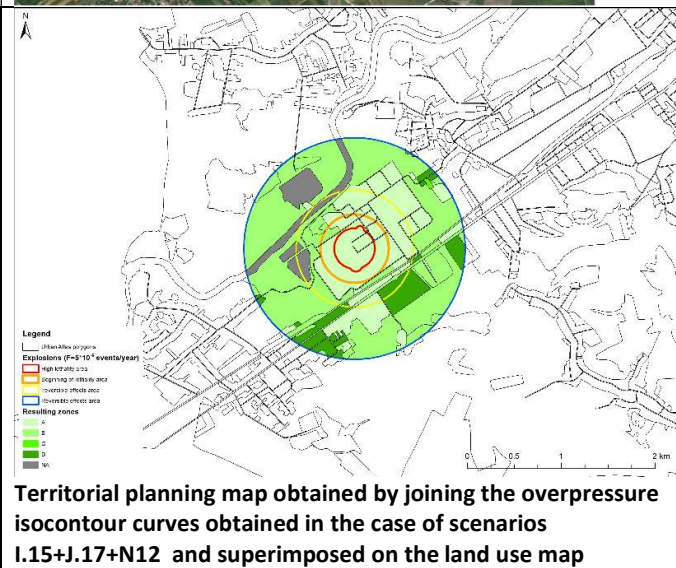 N
Legend
Urban Atlas polygons
Explosions (F=5*10⁻⁶ events/year)
High lethality area
Beginning of lethality area
Irreversible effects area
Reversible effects area
Resulting zones
A
B
C
D
NA
0 0.5 1 2 km
Territorial planning map obtained by joining the overpressure
isocontour curves obtained in the case of scenarios
I.15+J.17+N12 and superimposed on the land use map